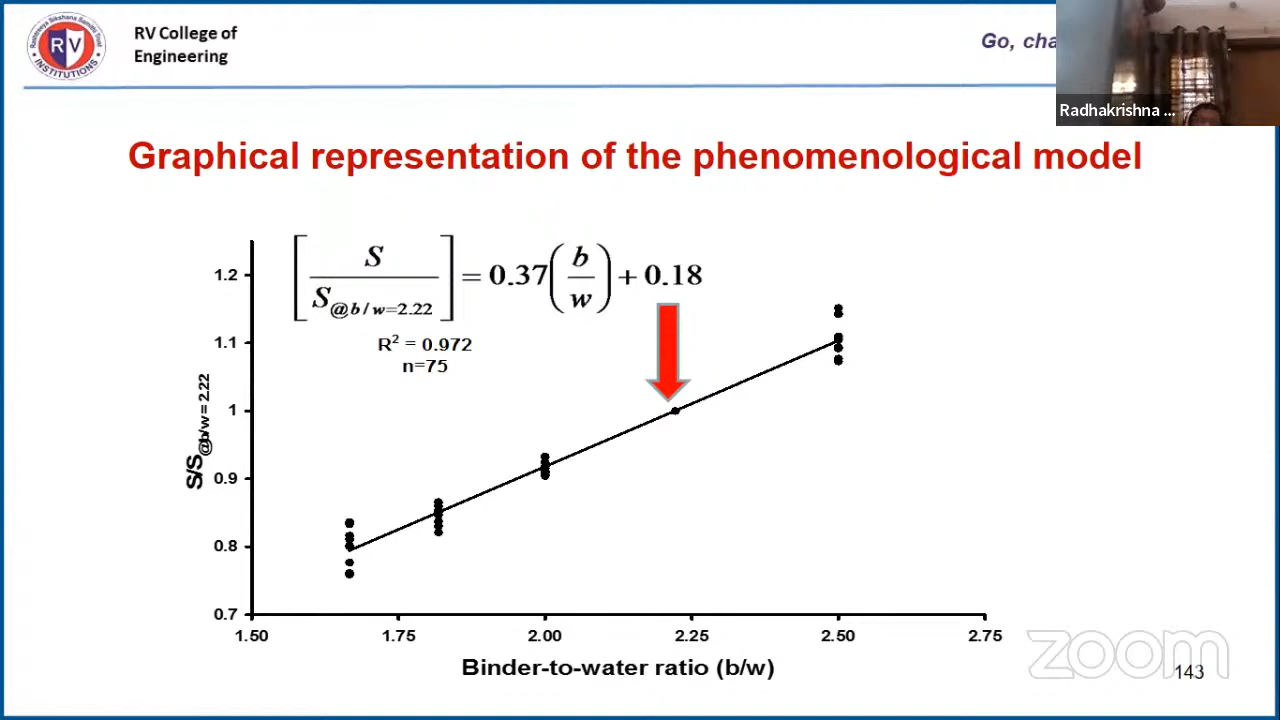 RV College of
Engineering
Go, cha
RV
INSTITUTIONS
Radhakrishna ...
Graphical representation of the phenomenological model
[S / S@b/w=2.22] = 0.37(b/w) + 0.18
R² = 0.972
n=75
S/S@b/w = 2.22
1.2
1.1
1
0.9
0.8
0.7
1.50
1.75
2.00
2.25
2.50
2.75
Binder-to-water ratio (b/w)
zoom
143